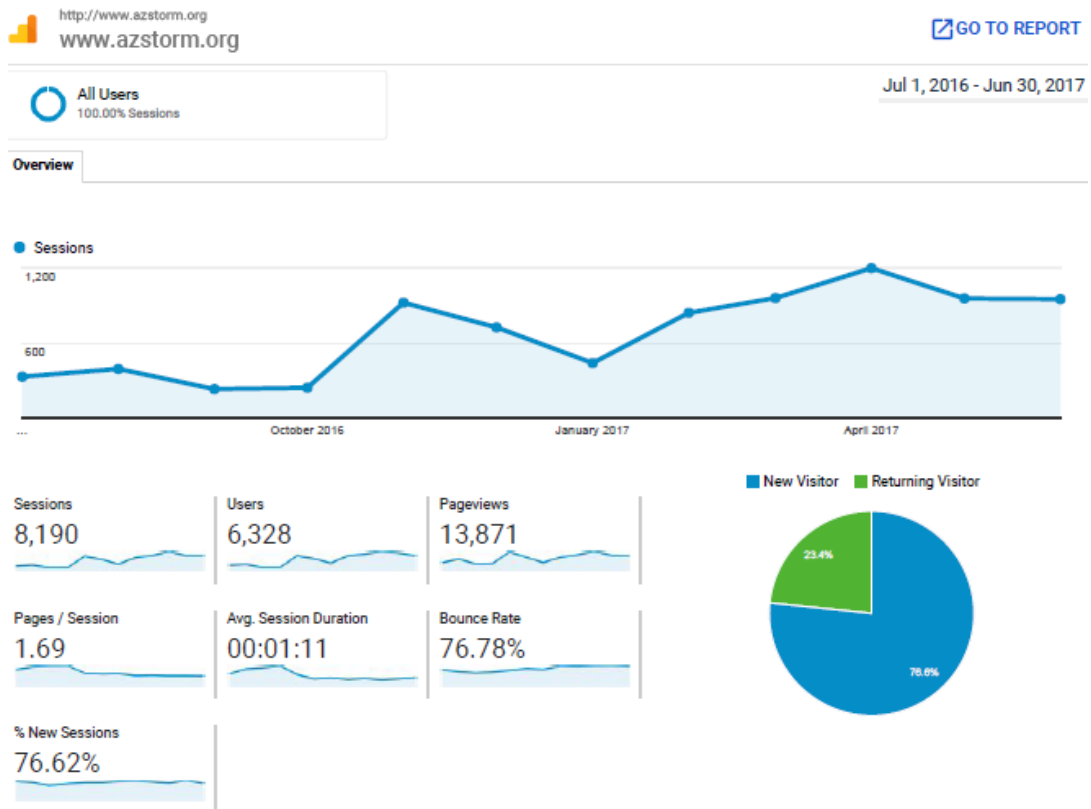 http://www.azstorm.org
www.azstorm.org
GO TO REPORT
All Users
100.00% Sessions
Jul 1, 2016 - Jun 30, 2017
Overview
Sessions
1,200
600
...
October 2016
January 2017
April 2017
New Visitor
Returning Visitor
Sessions
8,190
Users
6,328
Pageviews
13,871
23.4%
76.6%
Pages / Session
1.69
Avg. Session Duration
00:01:11
Bounce Rate
76.78%
% New Sessions
76.62%